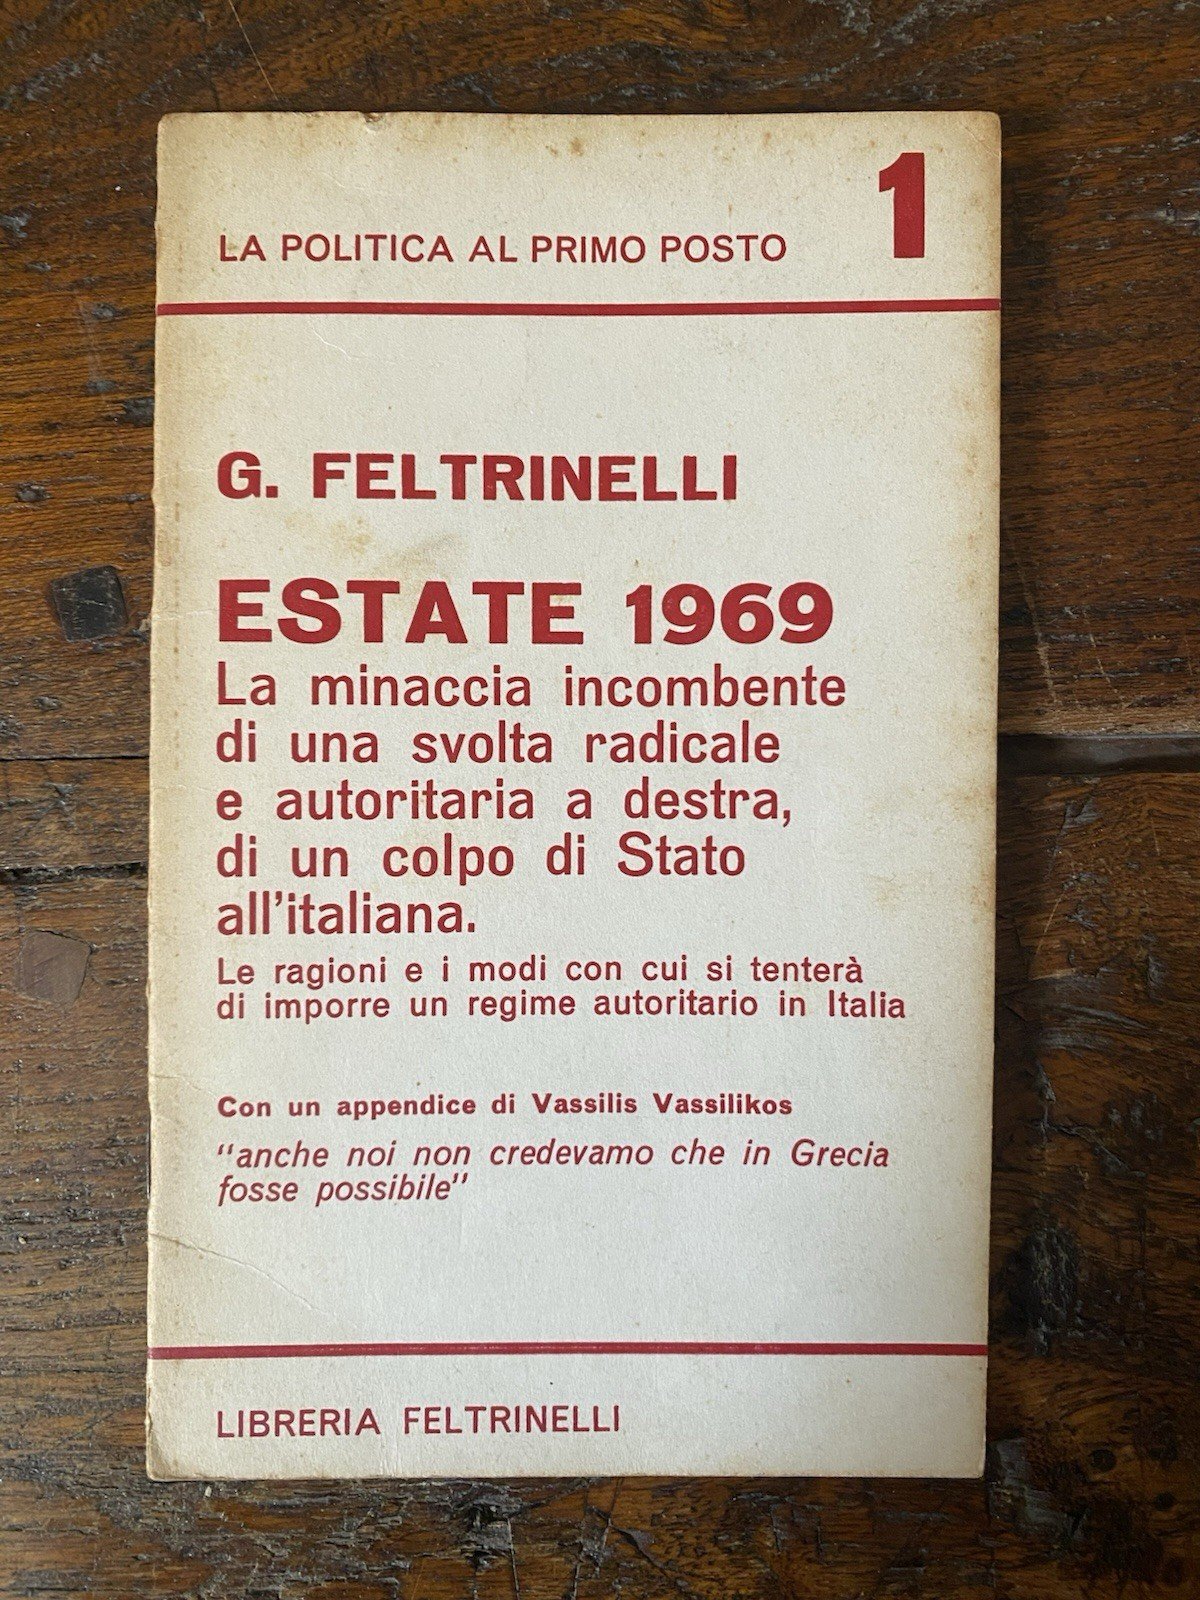 LA POLITICA AL PRIMO POSTO 1
G. FELTRINELLI
ESTATE 1969
La minaccia incombente
di una svolta radicale
e autoritaria a destra,
di un colpo di Stato
all'italiana.
Le ragioni e i modi con cui si tenterà
di imporre un regime autoritario in Italia
Con un appendice di Vassilis Vassilikos
"anche noi non credevamo che in Grecia
fosse possibile"
LIBRERIA FELTRINELLI